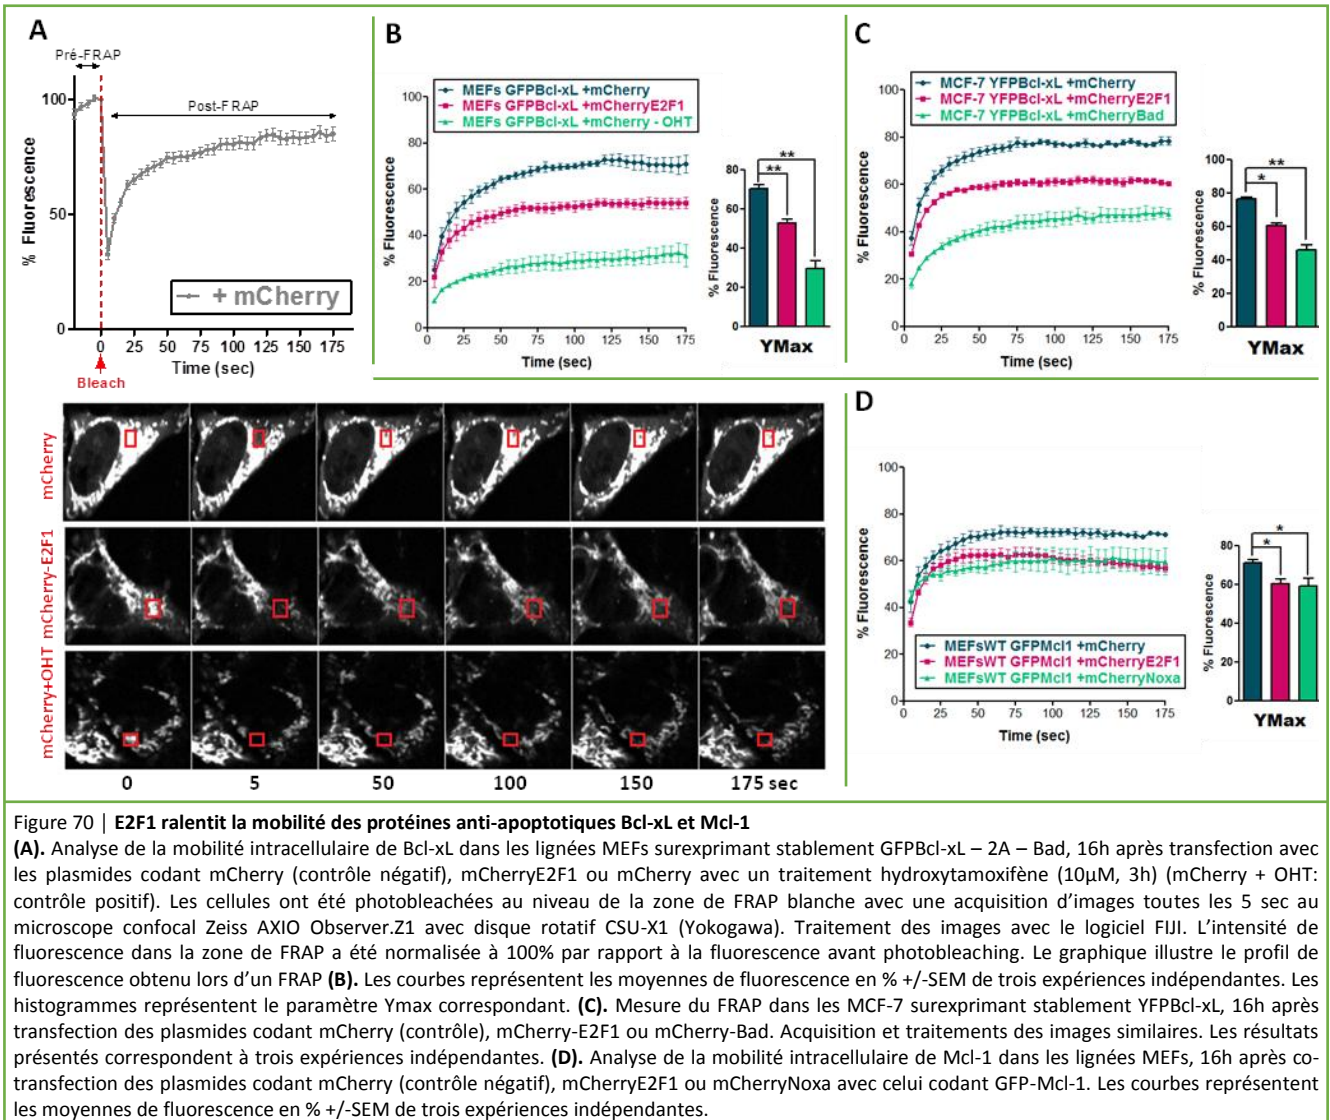 A
Pré-FRAP
Post-FRAP
% Fluorescence
100
50
0
+ mCherry
0 25 50 75 100 125 150 175
Time (sec)
Bleach
B
MEFs GFPBcl-xL +mCherry
MEFs GFPBcl-xL +mCherryE2F1
MEFs GFPBcl-xL +mCherry - OHT
% Fluorescence
100
80
60
40
20
0
0 25 50 75 100 125 150 175
Time (sec)
**
**
% Fluorescence
80
60
40
20
0
YMax
C
MCF-7 YFPBcl-xL +mCherry
MCF-7 YFPBcl-xL +mCherryE2F1
MCF-7 YFPBcl-xL +mCherryBad
% Fluorescence
100
80
60
40
20
0
0 25 50 75 100 125 150 175
Time (sec)
**
*
% Fluorescence
100
80
60
40
20
0
YMax
mCherry
mCherry-E2F1
mCherry+OHT
0 5 50 100 150 175 sec
D
% Fluorescence
100
80
60
40
20
0
MEFsWT GFPMcl1 +mCherry
MEFsWT GFPMcl1 +mCherryE2F1
MEFsWT GFPMcl1 +mCherryNoxa
0 25 50 75 100 125 150 175
Time (sec)
*
*
% Fluorescence
80
60
40
20
0
YMax
Figure 70 | E2F1 ralentit la mobilité des protéines anti-apoptotiques Bcl-xL et Mcl-1
(A). Analyse de la mobilité intracellulaire de Bcl-xL dans les lignées MEFs surexprimant stablement GFPBcl-xL – 2A – Bad, 16h après transfection avec
les plasmides codant mCherry (contrôle négatif), mCherryE2F1 ou mCherry avec un traitement hydroxytamoxifène (10µM, 3h) (mCherry + OHT:
contrôle positif). Les cellules ont été photobleachées au niveau de la zone de FRAP blanche avec une acquisition d'images toutes les 5 sec au
microscope confocal Zeiss AXIO Observer.Z1 avec disque rotatif CSU-X1 (Yokogawa). Traitement des images avec le logiciel FIJI. L'intensité de
fluorescence dans la zone de FRAP a été normalisée à 100% par rapport à la fluorescence avant photobleaching. Le graphique illustre le profil de
fluorescence obtenu lors d'un FRAP (B). Les courbes représentent les moyennes de fluorescence en % +/-SEM de trois expériences indépendantes. Les
histogrammes représentent le paramètre Ymax correspondant. (C). Mesure du FRAP dans les MCF-7 surexprimant stablement YFPBcl-xL, 16h après
transfection des plasmides codant mCherry (contrôle), mCherry-E2F1 ou mCherry-Bad. Acquisition et traitements des images similaires. Les résultats
présentés correspondent à trois expériences indépendantes. (D). Analyse de la mobilité intracellulaire de Mcl-1 dans les lignées MEFs, 16h après co-
transfection des plasmides codant mCherry (contrôle négatif), mCherryE2F1 ou mCherryNoxa avec celui codant GFP-Mcl-1. Les courbes représentent
les moyennes de fluorescence en % +/-SEM de trois expériences indépendantes.